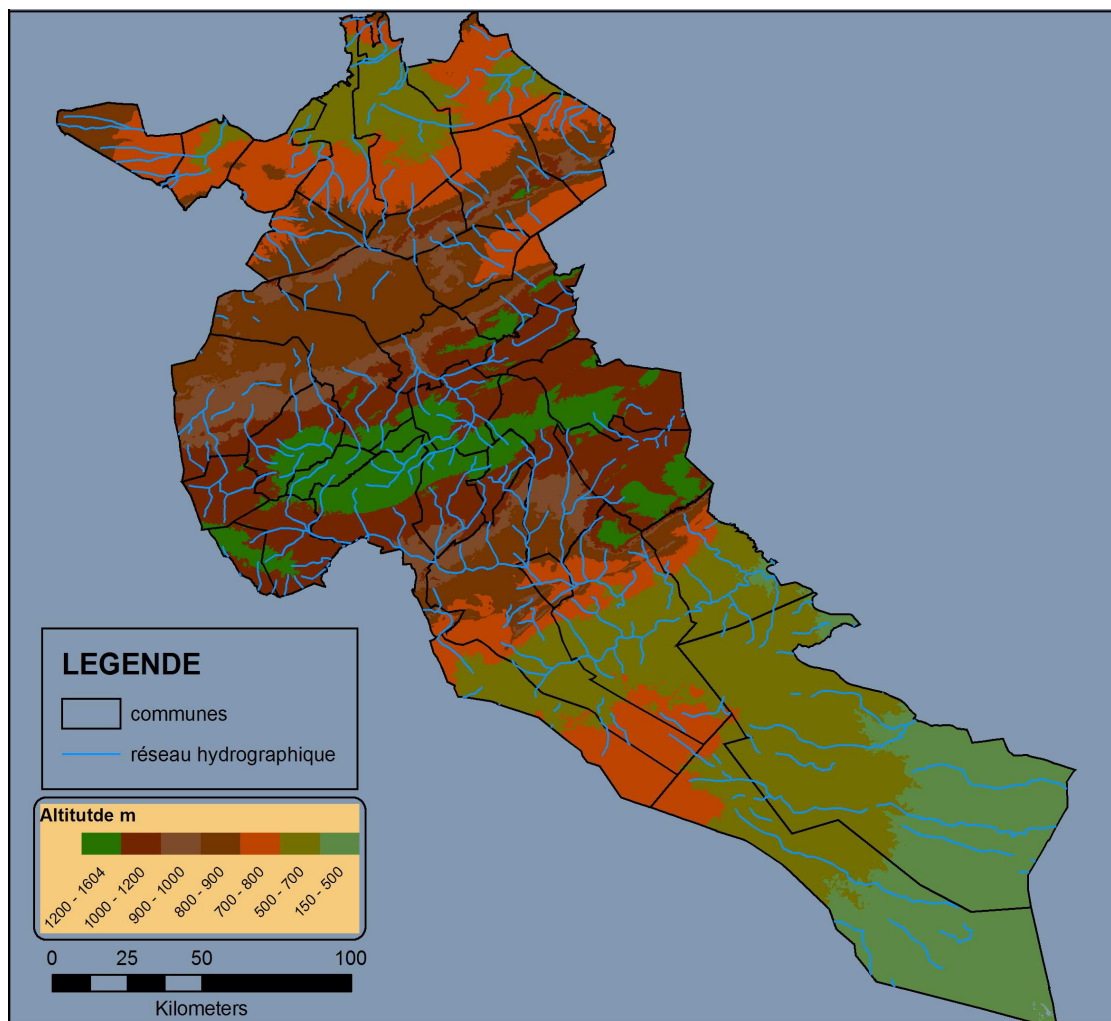 LEGENDE
communes
réseau hydrographique
Altitutde m
1200 - 1604
1000 - 1200
900 - 1000
800 - 900
700 - 800
500 - 700
150 - 500
0 25 50 100
Kilometers